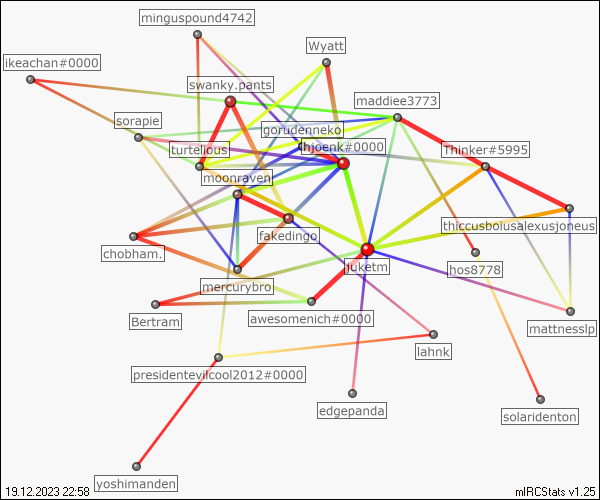 minguspound4742
Wyatt
ikeachan#0000
swanky.pants
maddiee3773
sorapie
gorudenneko
hjoenk#0000
Thinker#5995
turtelious
moonraven
thiccusbolusalexusjoneus
fakedingo
chobham.
juketm
hos8778
mercurybro
Bertram
awesomenich#0000
mattnesslp
lahnk
presidentevilcool2012#0000
edgepanda
solaridenton
yoshimanden
19.12.2023 22:58
mIRCStats v1.25